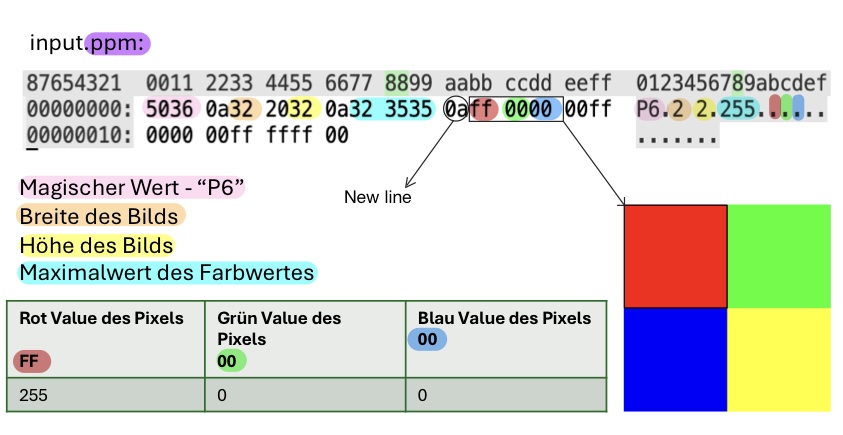 input.ppm:
87654321 0011 2233 4455 6677 8899 aabb ccdd eeff 0123456789abcdef
00000000: 5036 0a32 2032 0a32 3535 0aff 0000 00ff P6.2 2.255......
00000010: 0000 00ff ffff 00 .......
New line
Magischer Wert - “P6”
Breite des Bilds
Höhe des Bilds
Maximalwert des Farbwertes
Rot Value des Pixels
FF
Grün Value des
Pixels
00
Blau Value des Pixels
00
255 0 0